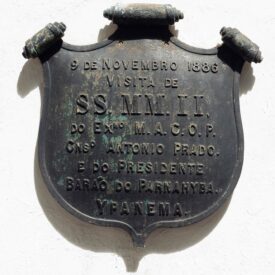 9 DE NOVEMBRO 1886
VISITA DE
SS. MM. II.
DO EXMO M. A. C. O. P.
CNSO ANTONIO PRADO.
E DO PRESIDENTE
BARÃO DO PARNAHYBA.
YPANEMA.